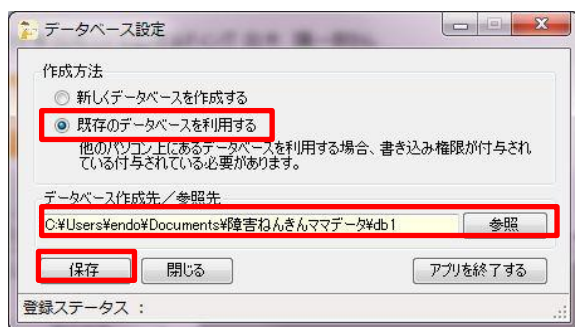 データベース設定
作成方法
新しくデータベースを作成する
既存のデータベースを利用する
他のパソコン上にあるデータベースを利用する場合、書き込み権限が付与され
ている付与されている必要があります。
データベース作成先／参照先
C:¥Users¥endo¥Documents¥障害ねんきんママデータ¥db1 参照
保存 閉じる アプリを終了する
登録ステータス :